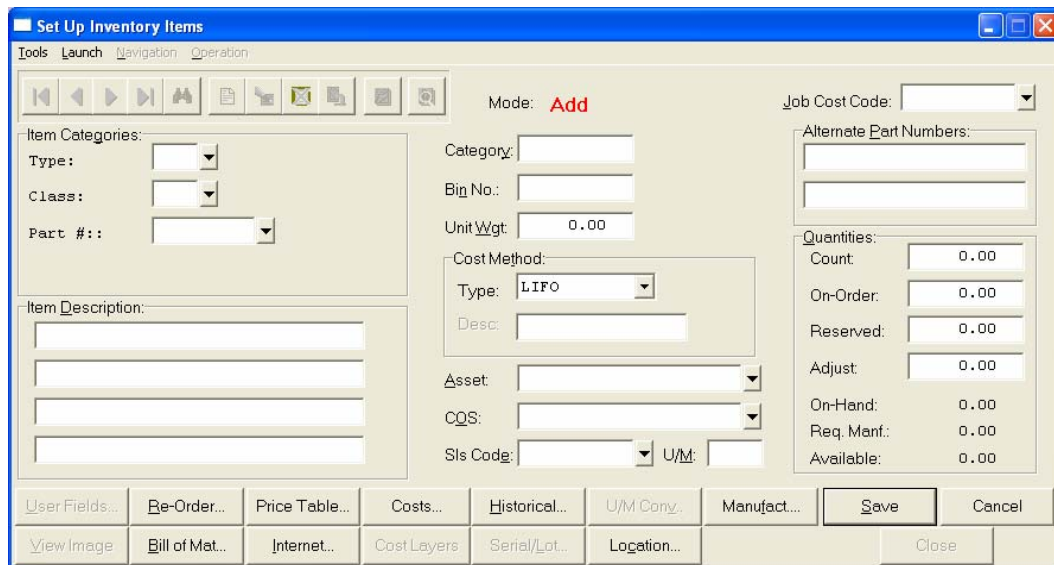 Set Up Inventory Items
Tools Launch Navigation Operation
Mode: Add
Job Cost Code:
Item Categories:
Type:
Class:
Part #::
Item Description:
Category:
Bin No.:
Unit Wgt: 0.00
Cost Method:
Type: LIFO
Desc:
Asset:
COS:
Sls Code: U/M:
Alternate Part Numbers:
Quantities:
Count: 0.00
On-Order: 0.00
Reserved: 0.00
Adjust: 0.00
On-Hand: 0.00
Req. Manf.: 0.00
Available: 0.00
User Fields... Re-Order... Price Table... Costs... Historical... U/M Conv.. Manufact... Save Cancel
View Image Bill of Mat... Internet... Cost Layers Serial/Lot... Location... Close